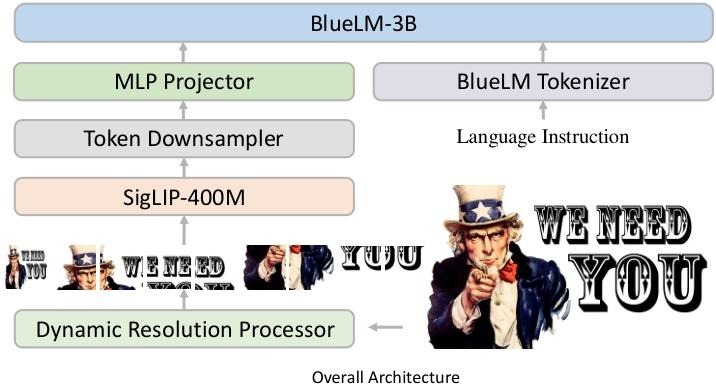 BlueLM-3B
MLP Projector
BlueLM Tokenizer
Token Downsampler
Language Instruction
SigLIP-400M
WE NEED
YOU
WE NEED
YOU
WE NEED
YOU
YOU
Dynamic Resolution Processor
Overall Architecture